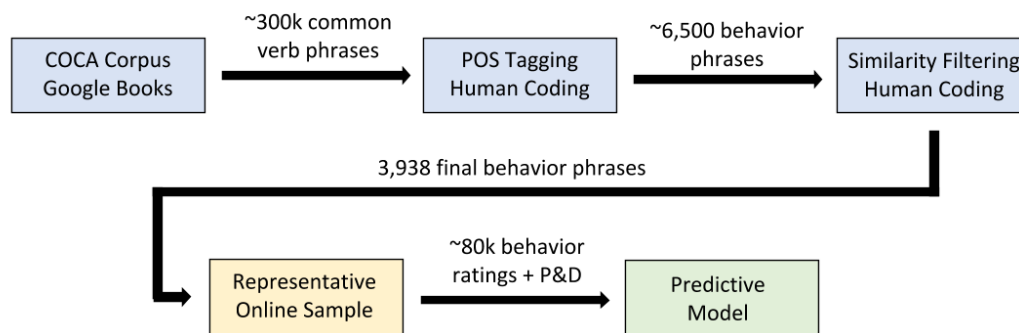 ~300k common
verb phrases
~6,500 behavior
phrases
COCA Corpus
Google Books
POS Tagging
Human Coding
Similarity Filtering
Human Coding
3,938 final behavior phrases
~80k behavior
ratings + P&D
Representative
Online Sample
Predictive
Model